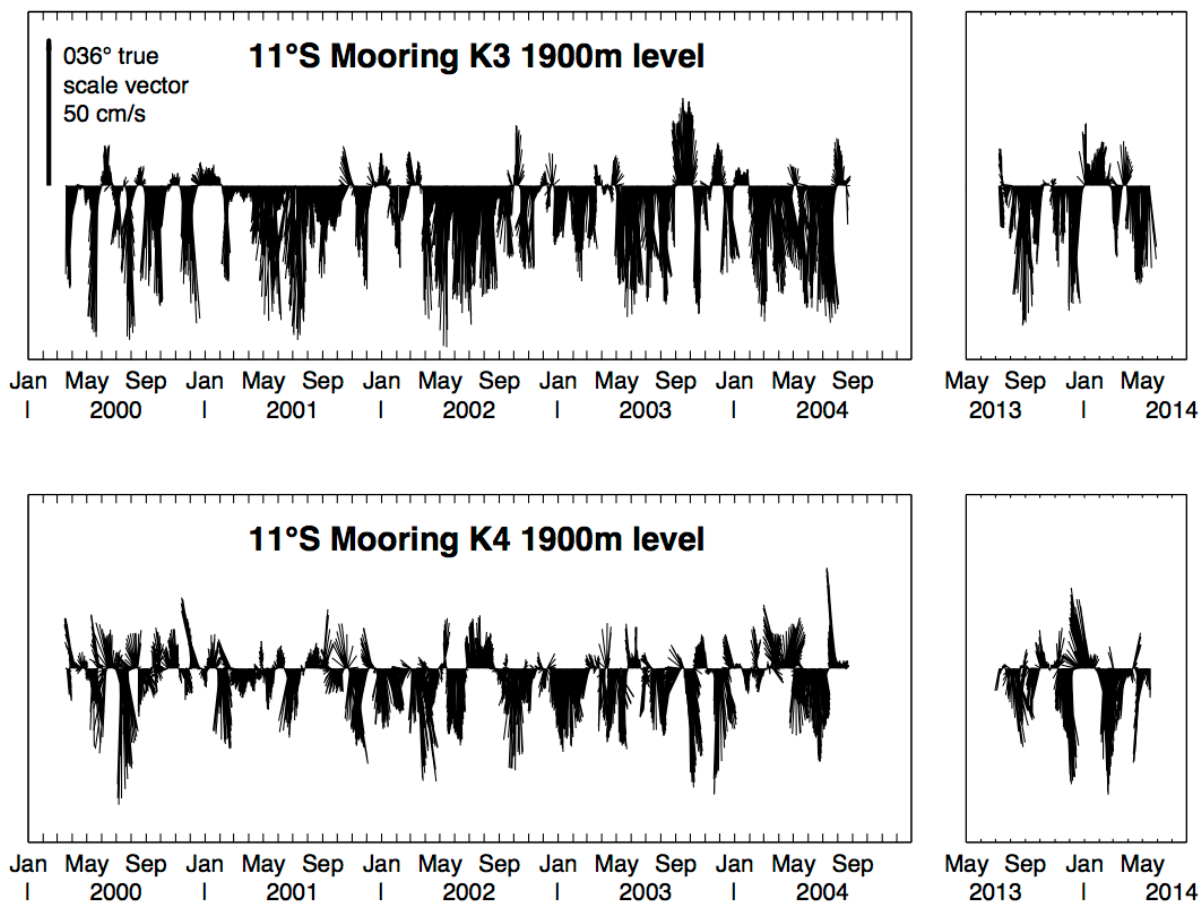 11°S Mooring K3 1900m level
036° true
scale vector
50 cm/s
Jan May Sep Jan May Sep Jan May Sep Jan May Sep Jan May Sep
| 2000 | 2001 | 2002 | 2003 | 2004
May Sep Jan May
2013 | 2014
11°S Mooring K4 1900m level
Jan May Sep Jan May Sep Jan May Sep Jan May Sep Jan May Sep
| 2000 | 2001 | 2002 | 2003 | 2004
May Sep Jan May
2013 | 2014